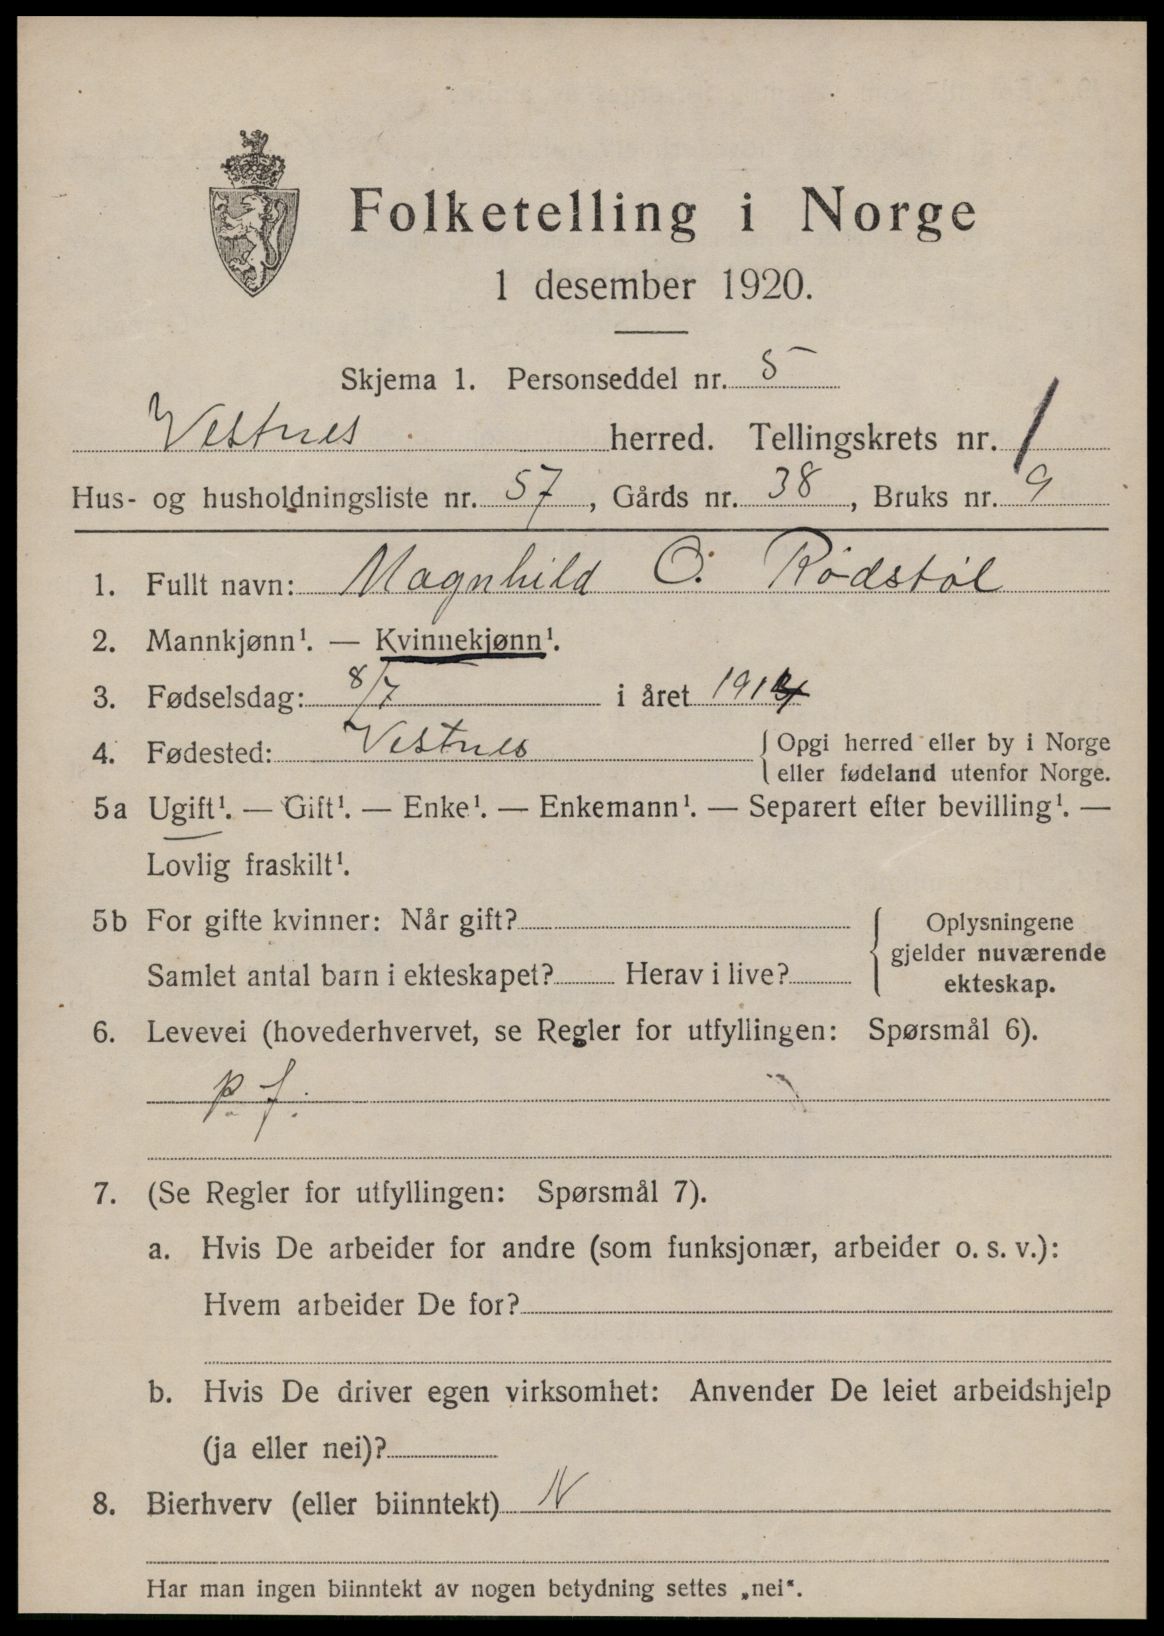 Folketelling i Norge
1 desember 1920.
Skjema 1. Personseddel nr. 5
Vestnes herred. Tellingskrets nr. 1
Hus- og husholdningsliste nr. 57, Gårds nr. 38, Bruks nr. 9
1. Fullt navn: Magnhild O. Rødstøl
2. Mannkjønn¹. — Kvinnekjønn¹.
3. Fødselsdag: 8/7 i året
4. Fødested: Vestnes {Opgi herred eller by i Norge
eller fødeland utenfor Norge.
5a Ugift¹. — Gift¹. — Enke¹. — Enkemann¹. — Separert efter bevilling¹. —
Lovlig fraskilt¹.
5b For gifte kvinner: Når gift?
Samlet antal barn i ekteskapet? Herav i live?
{Oplysningene
gjelder nuværende
ekteskap.
6. Levevei (hovederhvervet, se Regler for utfyllingen: Spørsmål 6).
p. f.
7. (Se Regler for utfyllingen: Spørsmål 7).
a. Hvis De arbeider for andre (som funksjonær, arbeider o. s. v.):
Hvem arbeider De for?
b. Hvis De driver egen virksomhet: Anvender De leiet arbeidshjelp
(ja eller nei)?
8. Bierhverv (eller biinntekt) N
Har man ingen biinntekt av nogen betydning settes „nei“.